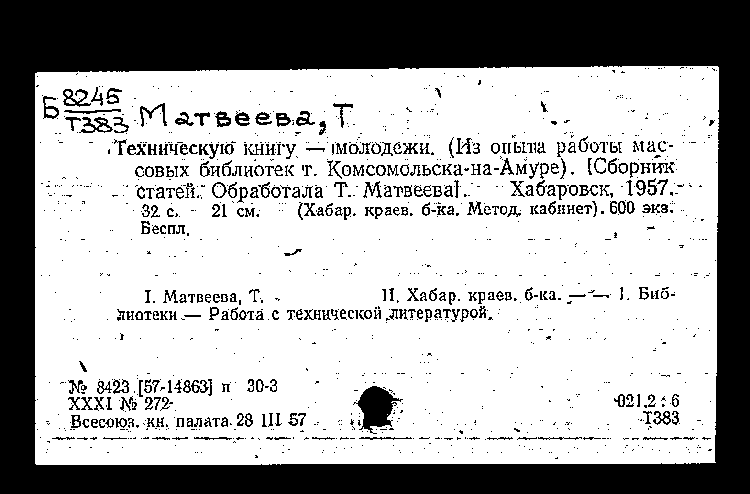 Б 8245
Т383
Матвеева, Т
Техническую книгу — молодежи. (Из опыта работы мас-
совых библиотек г. Комсомольска-на-Амуре). [Сборник
статей. Обработала Т. Матвеева]. Хабаровск, 1957.
32 с. 21 см. (Хабар. краев. б-ка. Метод. кабинет). 600 экз.
Беспл.
I. Матвеева, Т. II. Хабар. краев. б-ка. — — 1. Биб-
лиотеки — Работа с технической литературой.
№ 8423 [57-14863] п 30-3
XXXI № 272
Всесоюз. кн. палата 28 III 57
021.2 : 6
Т383